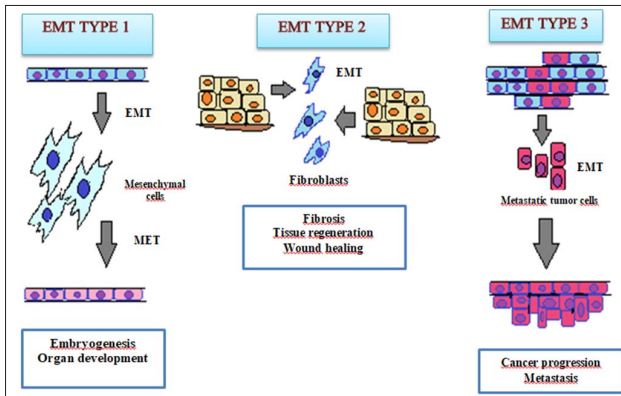 EMT TYPE 1
EMT
Mesenchymal
cells
MET
Embryogenesis
Organ development
EMT TYPE 2
EMT
Fibroblasts
Fibrosis
Tissue regeneration
Wound healing
EMT TYPE 3
EMT
Metastatic tumor cells
Cancer progression
Metastasis